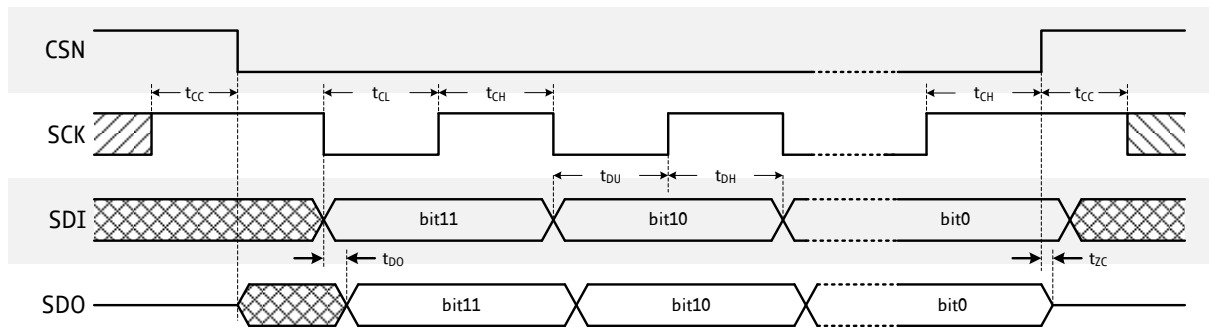 CSN
tCC tCL tCH tCH tCC
SCK
tDU tDH
SDI bit11 bit10 bit0
tDO tZC
SDO bit11 bit10 bit0